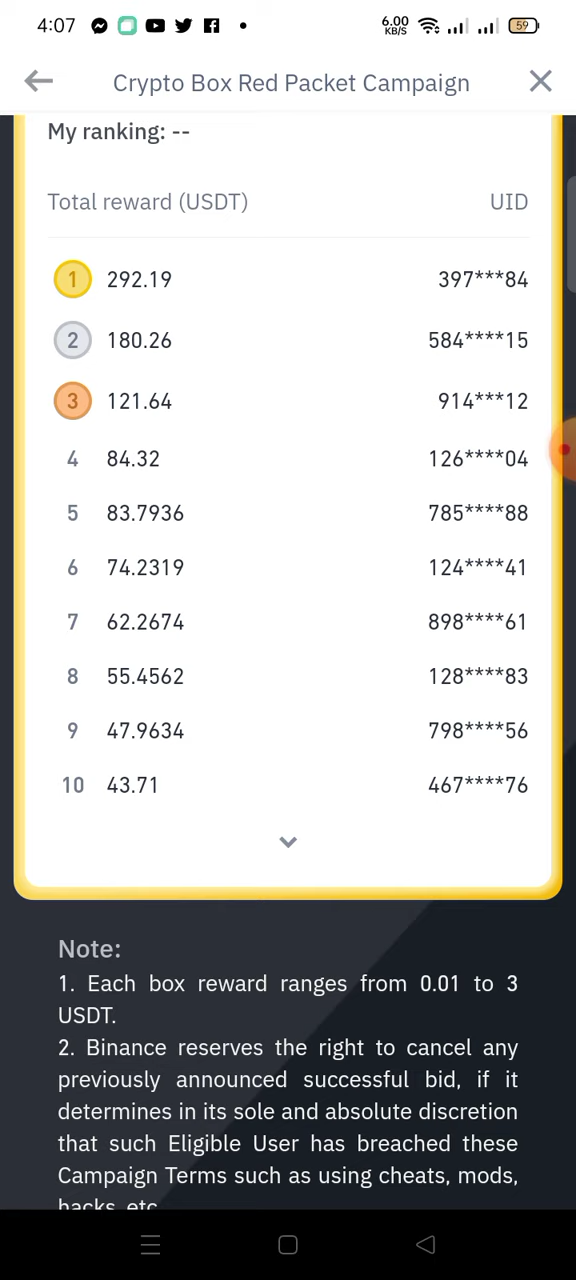 4:07 6.00 KB/S 59
Crypto Box Red Packet Campaign
My ranking: --
Total reward (USDT) UID
1 292.19 397***84
2 180.26 584****15
3 121.64 914***12
4 84.32 126****04
5 83.7936 785****88
6 74.2319 124****41
7 62.2674 898****61
8 55.4562 128****83
9 47.9634 798****56
10 43.71 467****76
Note:
1. Each box reward ranges from 0.01 to 3
USDT.
2. Binance reserves the right to cancel any
previously announced successful bid, if it
determines in its sole and absolute discretion
that such Eligible User has breached these
Campaign Terms such as using cheats, mods,
hacks, etc